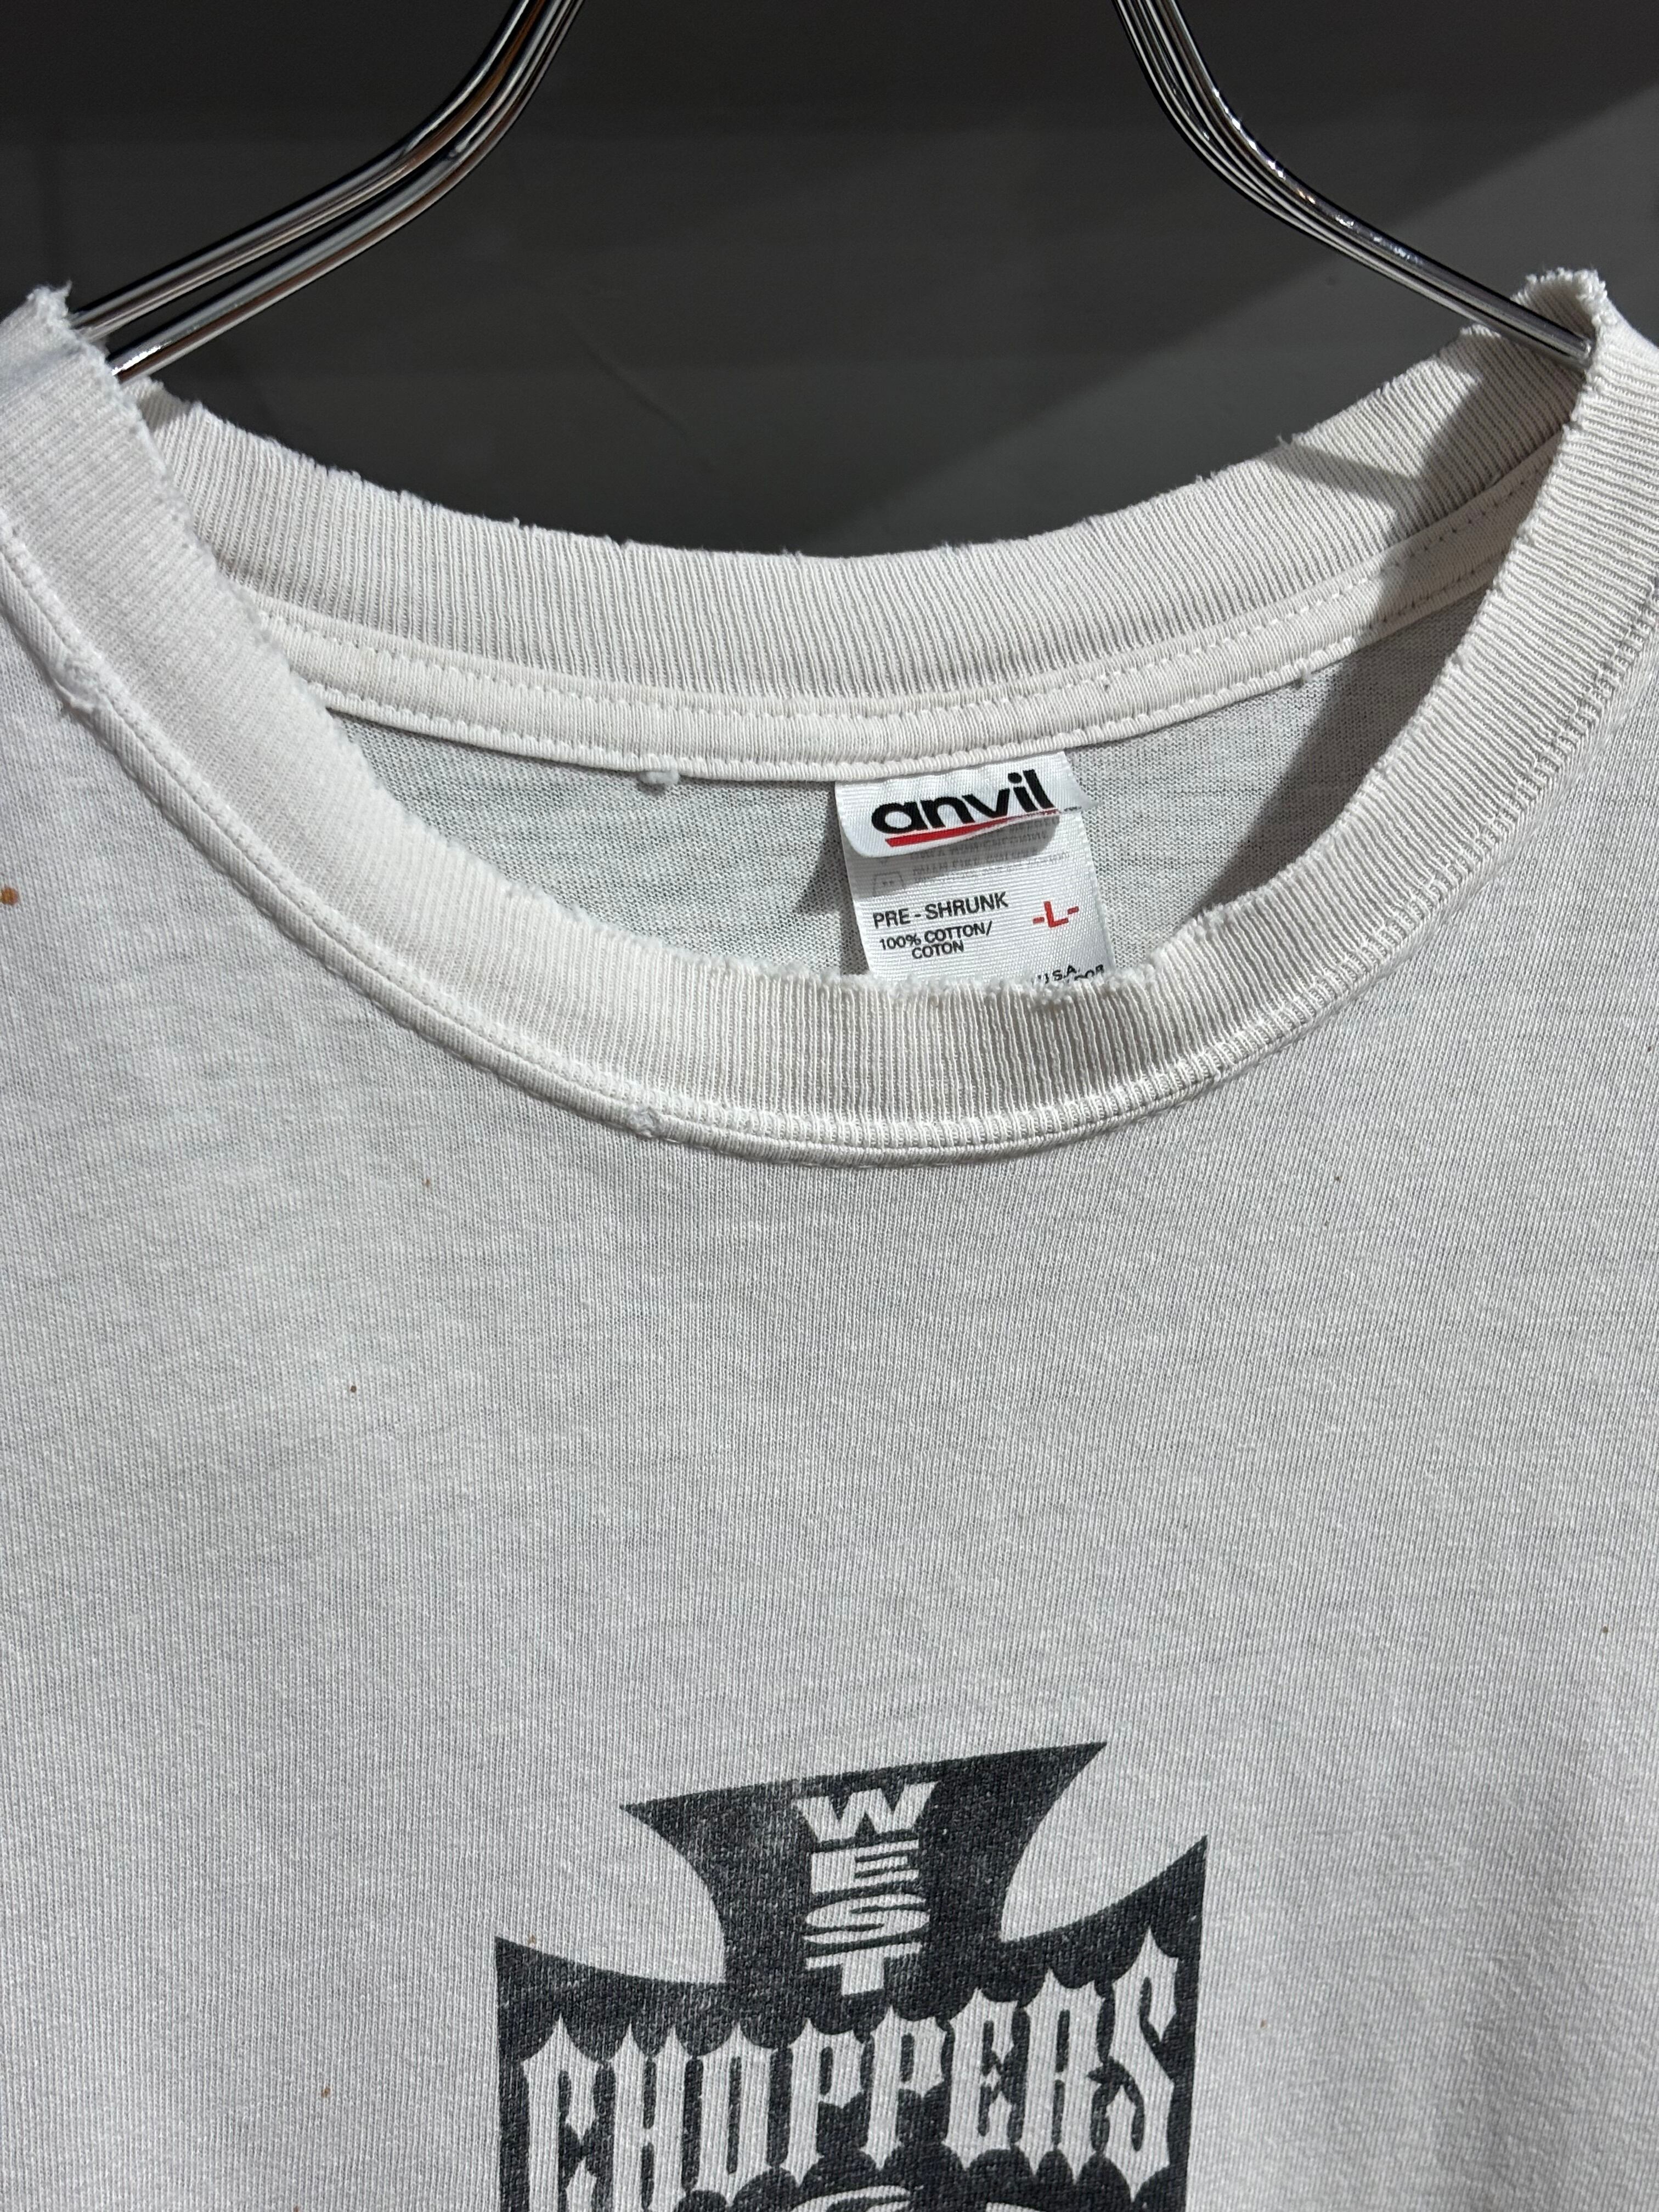 anvil
PRE - SHRUNK
-L-
100% COTTON/
COTON
U.S.A.
WEST
CHOPPERS